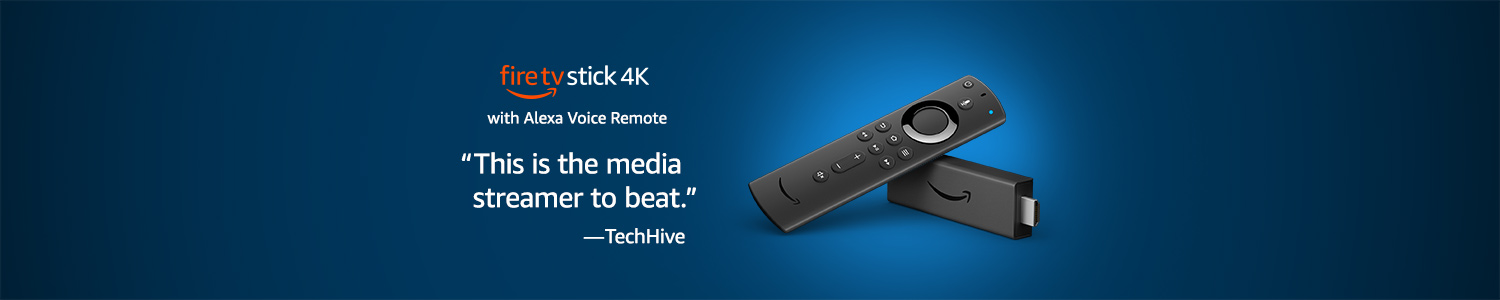 fire tv stick 4K
with Alexa Voice Remote
“This is the media
streamer to beat.”
—TechHive